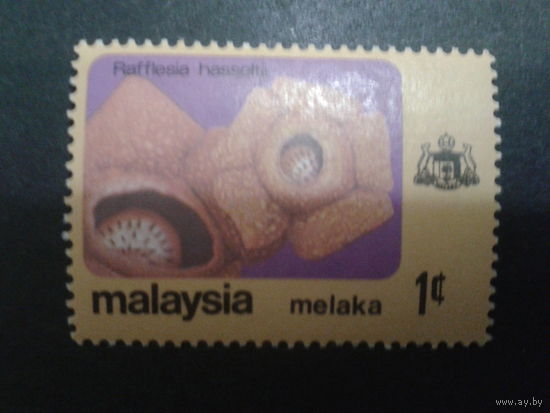 Rafflesia hasseltii
malaysia melaka 1¢
www.ay.by